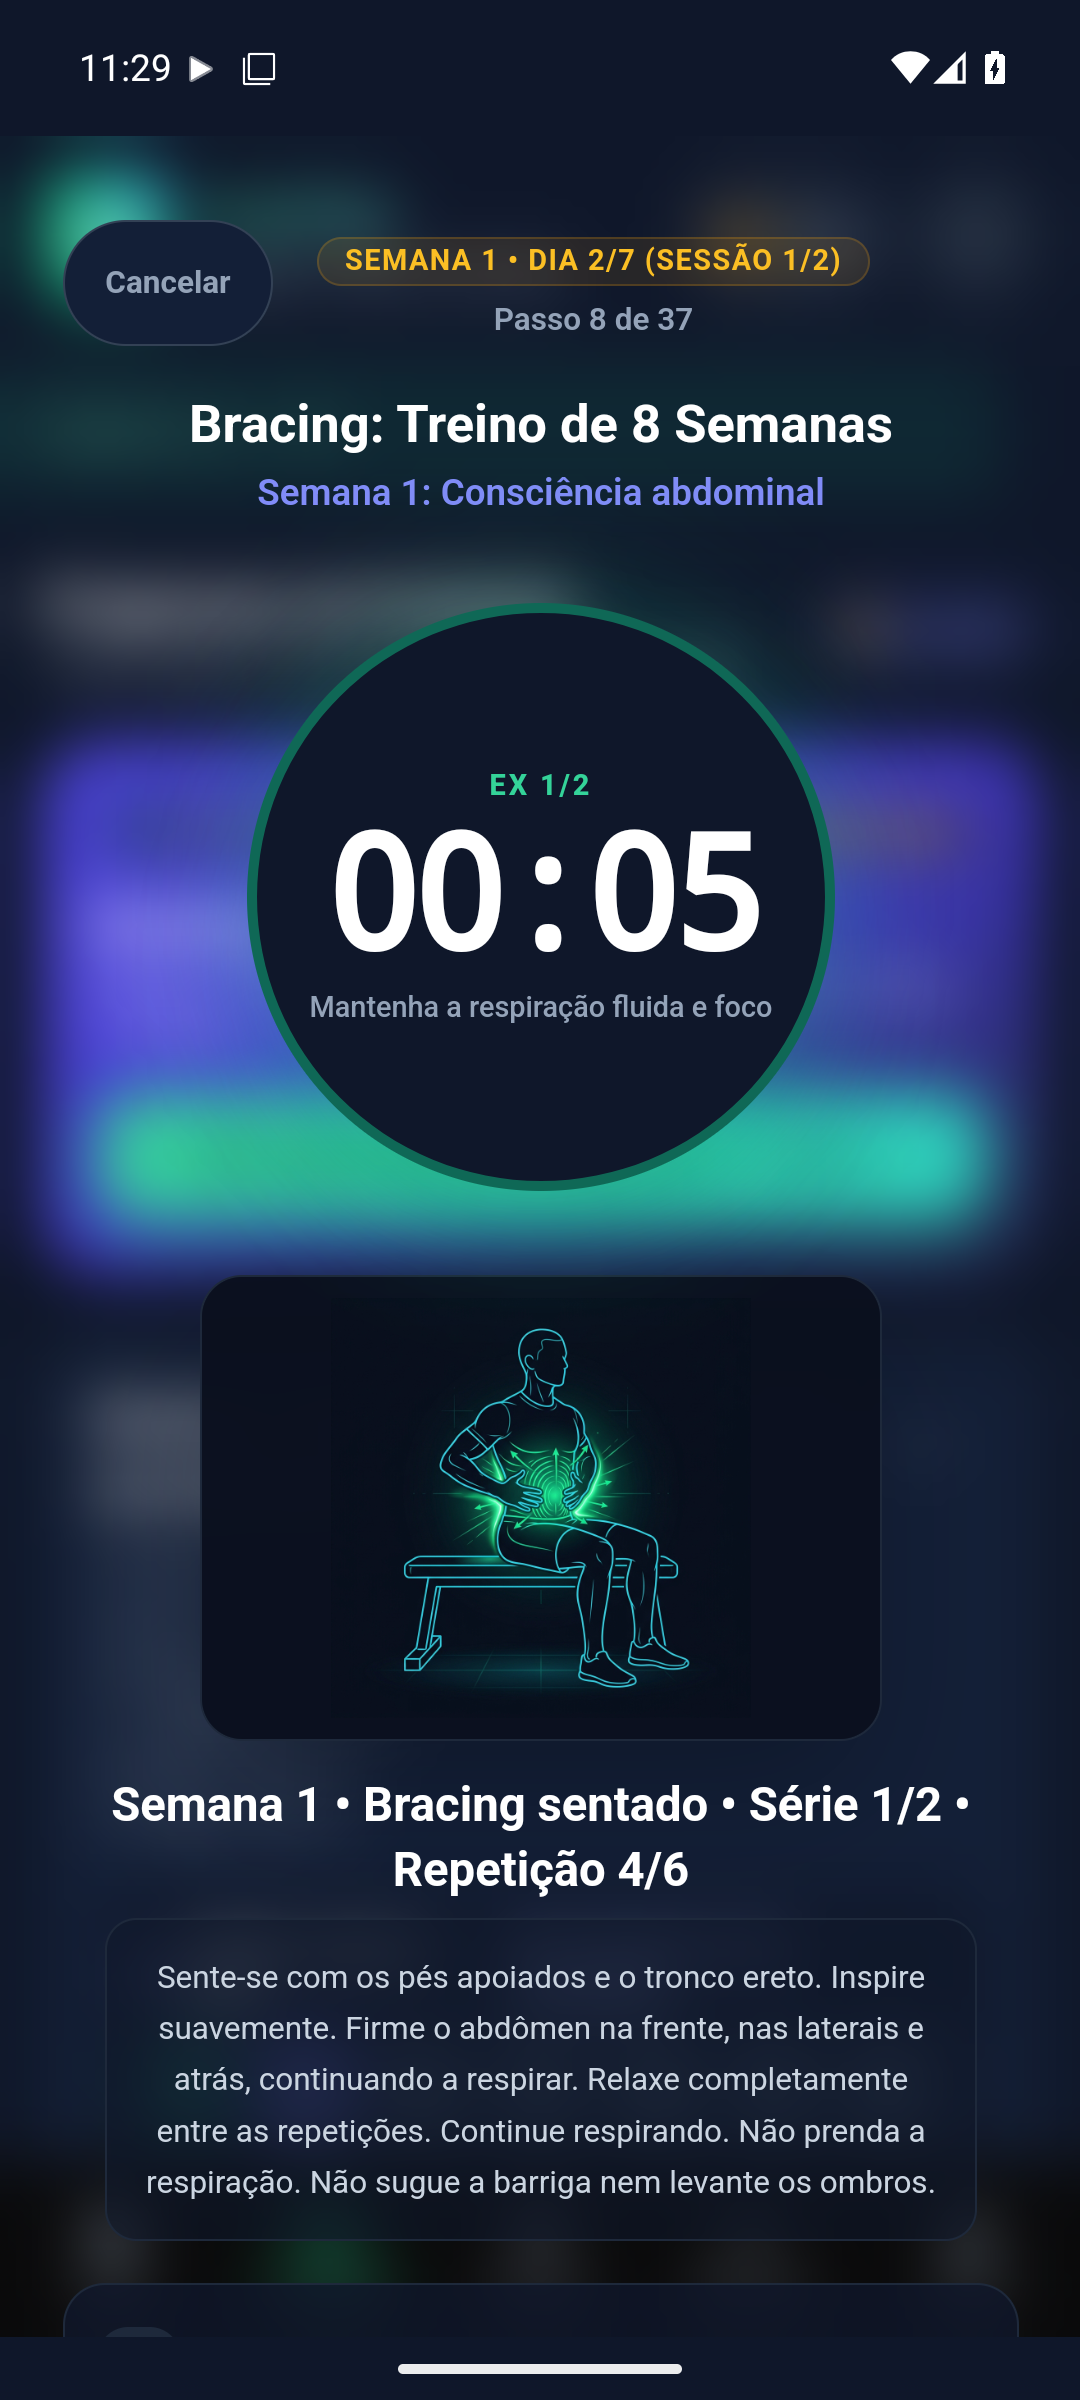 11:29
Cancelar
SEMANA 1 • DIA 2/7 (SESSÃO 1/2)
Passo 8 de 37
Bracing: Treino de 8 Semanas
Semana 1: Consciência abdominal
EX 1/2
00:05
Mantenha a respiração fluida e foco
Semana 1 • Bracing sentado • Série 1/2 •
Repetição 4/6
Sente-se com os pés apoiados e o tronco ereto. Inspire
suavemente. Firme o abdômen na frente, nas laterais e
atrás, continuando a respirar. Relaxe completamente
entre as repetições. Continue respirando. Não prenda a
respiração. Não sugue a barriga nem levante os ombros.